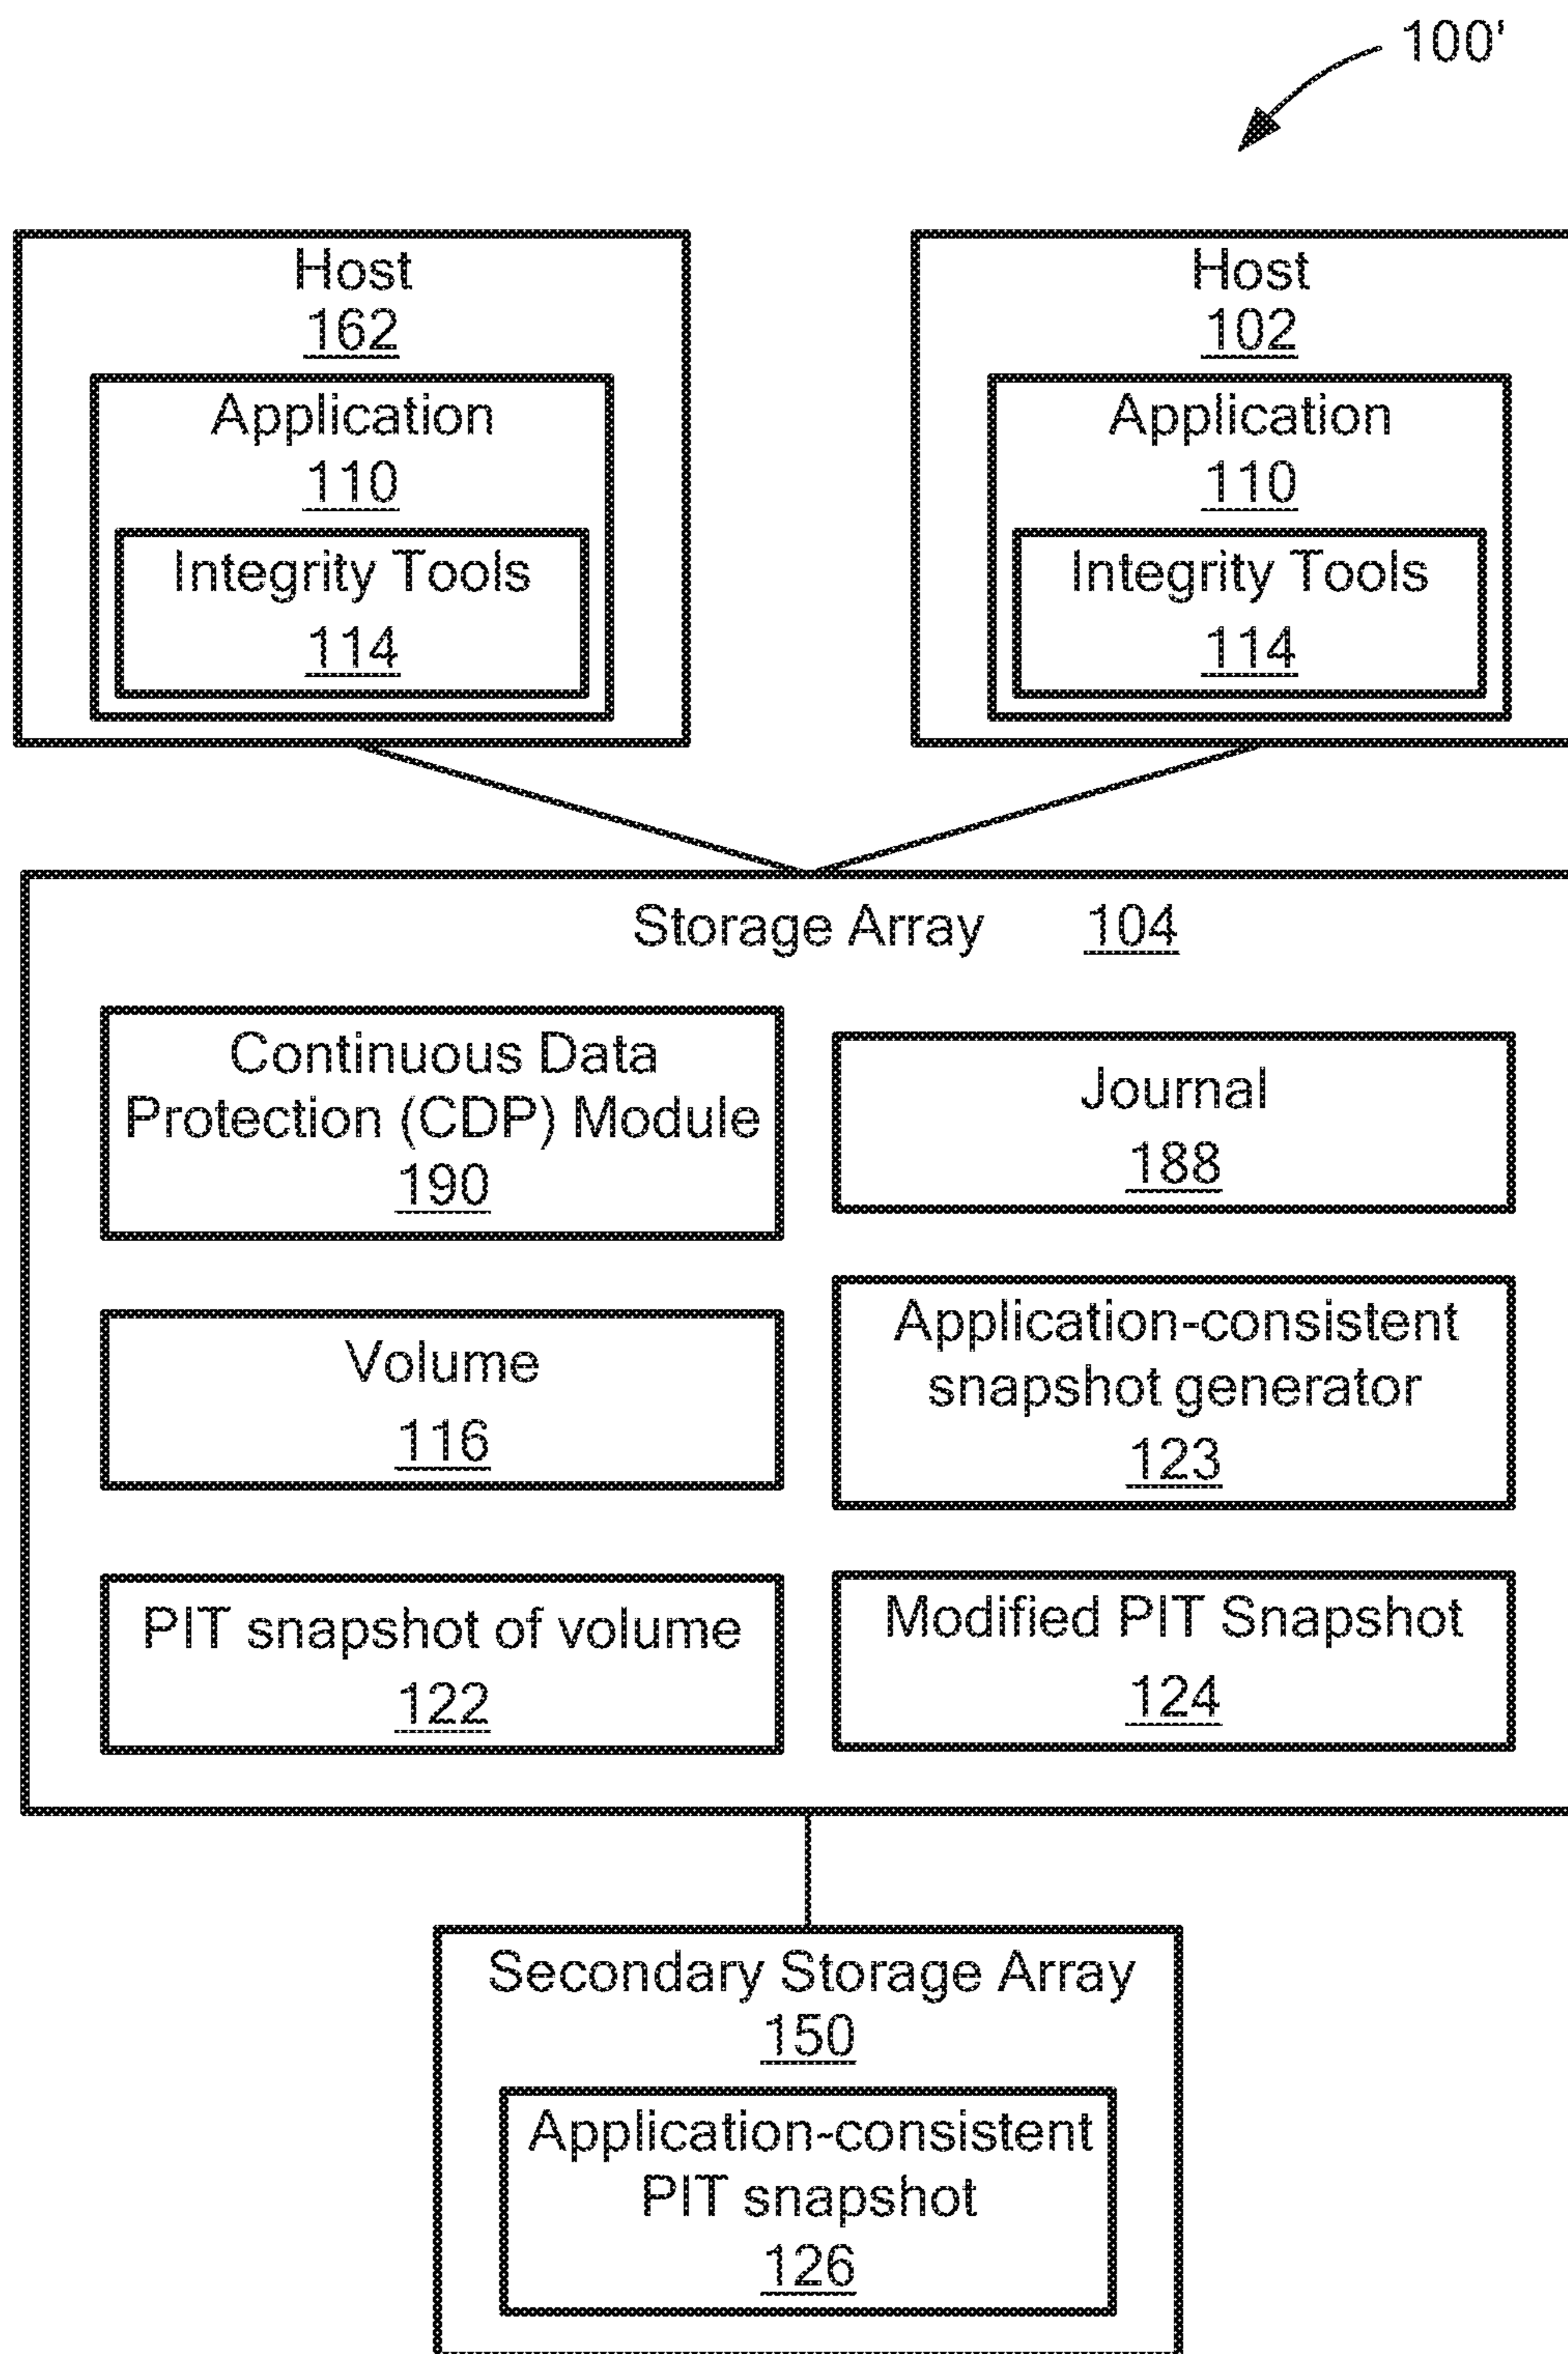 100'
Host
162
Application
110
Integrity Tools
114
Host
102
Application
110
Integrity Tools
114
Storage Array 104
Continuous Data
Protection (CDP) Module
190
Journal
188
Volume
116
Application-consistent
snapshot generator
123
PIT snapshot of volume
122
Modified PIT Snapshot
124
Secondary Storage Array
150
Application-consistent
PIT snapshot
126